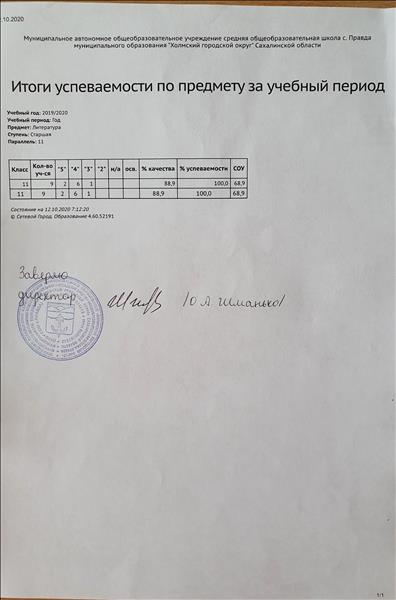 .10.2020
Муниципальное автономное общеобразовательное учреждение средняя общеобразовательная школа с. Правда
муниципального образования "Холмский городской округ" Сахалинской области
Итоги успеваемости по предмету за учебный период
Учебный год: 2019/2020
Учебный период: Год
Предмет: Литература
Ступень: Старшая
Параллель: 11
Класс Кол-во уч-ся "5" "4" "3" "2" н/а осв. % качества % успеваемости СОУ
11 9 2 6 1 88,9 100,0 68,9
11 9 2 6 1 88,9 100,0 68,9
Состояние на 12.10.2020 7:12:20
© Сетевой Город. Образование 4.60.52191
Заверяю
директор
1/1